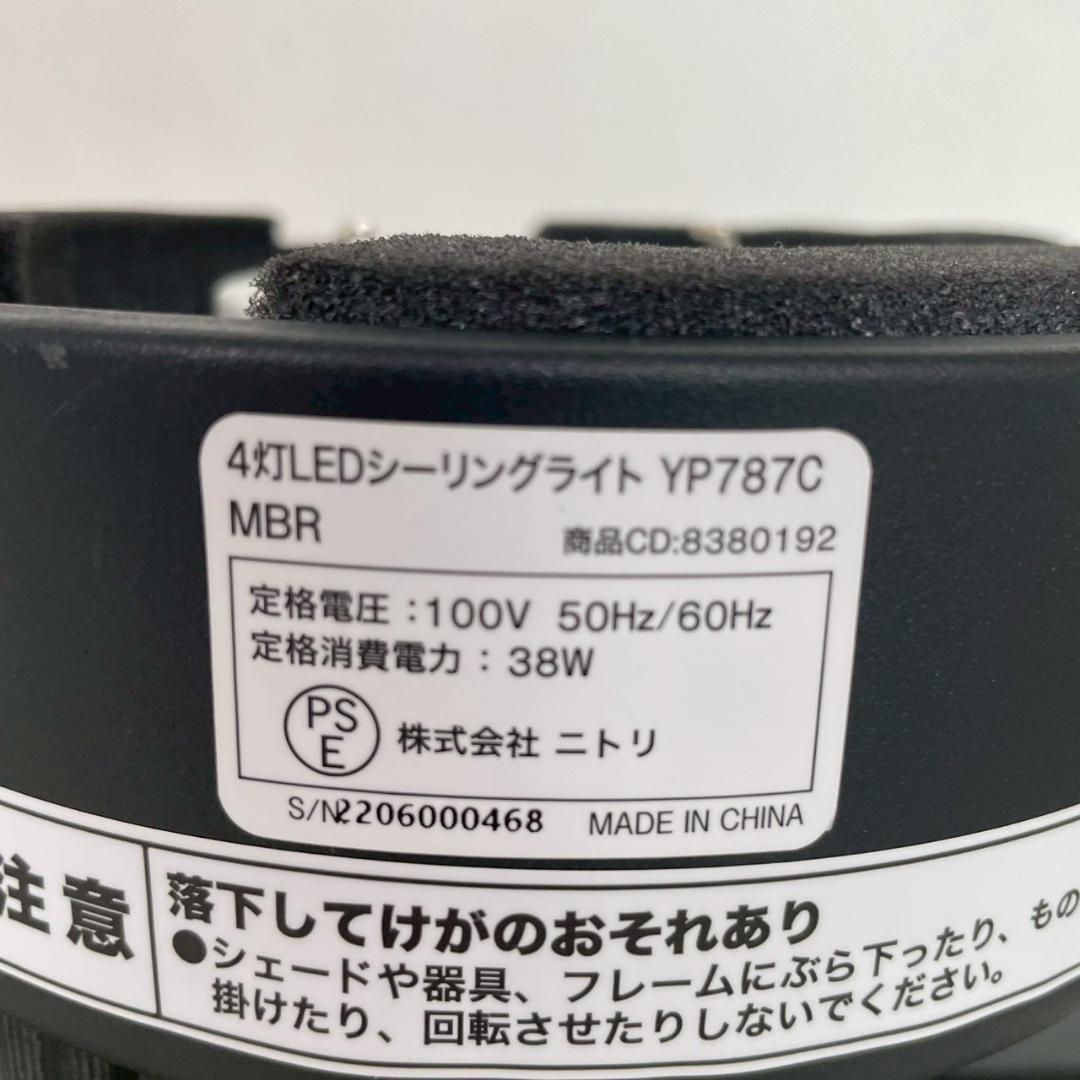 4灯LEDシーリングライト YP787C
MBR
商品CD:8380192
定格電圧:100V 50Hz/60Hz
定格消費電力: 38W
PS
E
株式会社 ニトリ
S/N2206000468 MADE IN CHINA
注意
落下してけがのおそれあり
●シェードや器具、フレームにぶら下ったり、もの
掛けたり、回転させたりしないでください。